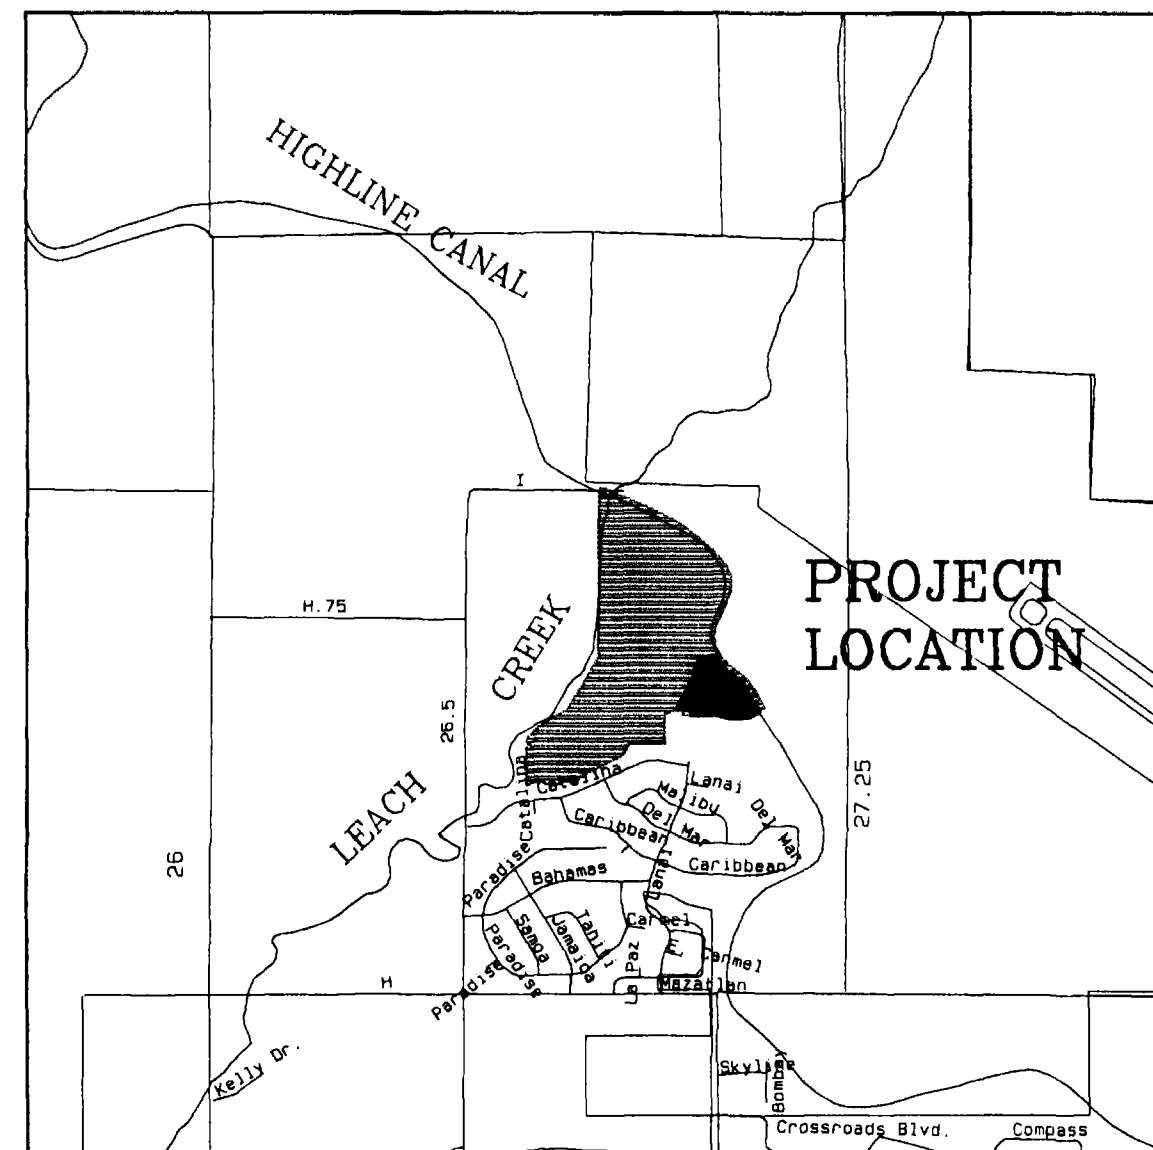 HIGHLINE CANAL
I
PROJECT
LOCATION
H.75
CREEK
26.5
LEACH
27.25
26
Catalina
Catalina
Lanai
Malibu
Del Mar
Del Mar
Caribbean
Caribbean
Lanai
Paradise
Bahamas
Paradise
Samoa
Jamaica
Tahiti
Carmel
La Paz
Carmel
Mazatlan
Paradise
H
Kelly Dr.
Skyline
Bombay
Crossroads Blvd.
Compass